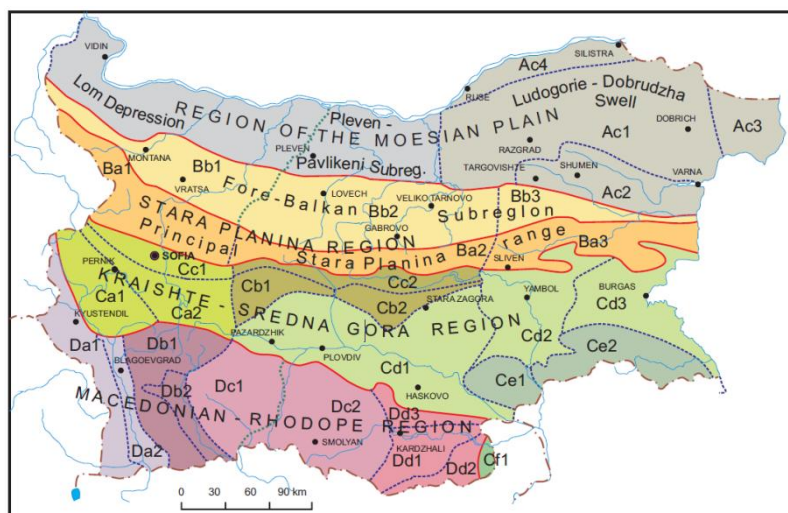 VIDIN
SILISTRA
Ac4
RUSE
Lom Depression
REGION OF THE MOESIAN PLAIN
Pleven -
Pavlikeni Subreg.
PLEVEN
Ludogorie - Dobrudzha
Swell
DOBRICH
Ac1
Ac3
RAZGRAD
MONTANA
TARGOVISHTE
SHUMEN
VARNA
Ac2
Ba1
Bb1
VRATSA
Fore-Balkan
Subregion
LOVECH
Bb2
VELIKO TARNOVO
Bb3
GABROVO
STARA PLANINA REGION
Principal
Stara Planina
range
Ba2
Ba3
SLIVEN
SOFIA
PERNIK
Cc1
Cc2
Cb1
Cb2
STARA ZAGORA
YAMBOL
BURGAS
Cd3
KRAISHTE - SREDNA GORA REGION
Ca1
Ca2
KYUSTENDIL
PAZARDZHIK
PLOVDIV
Cd2
Ce2
Da1
Db1
BLAGOEVGRAD
Db2
Dc1
Cd1
HASKOVO
Ce1
MACEDONIAN - RHODOPE REGION
Dc2
Dd3
SMOLYAN
KARDZHALI
Da2
Dd1
Dd2
Cf1
0 30 60 90 km